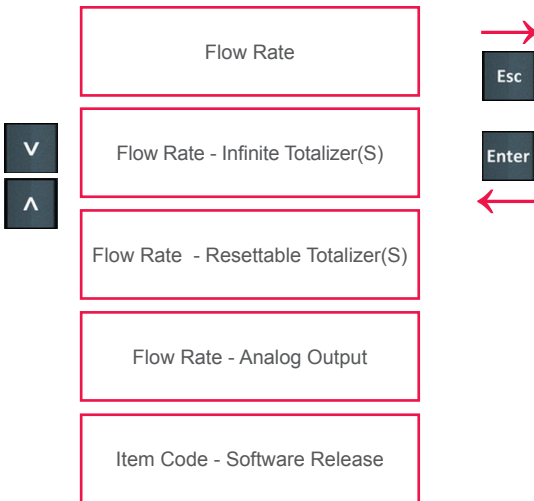 Flow Rate
Esc
Flow Rate - Infinite Totalizer(S)
Enter
Flow Rate - Resettable Totalizer(S)
Flow Rate - Analog Output
Item Code - Software Release